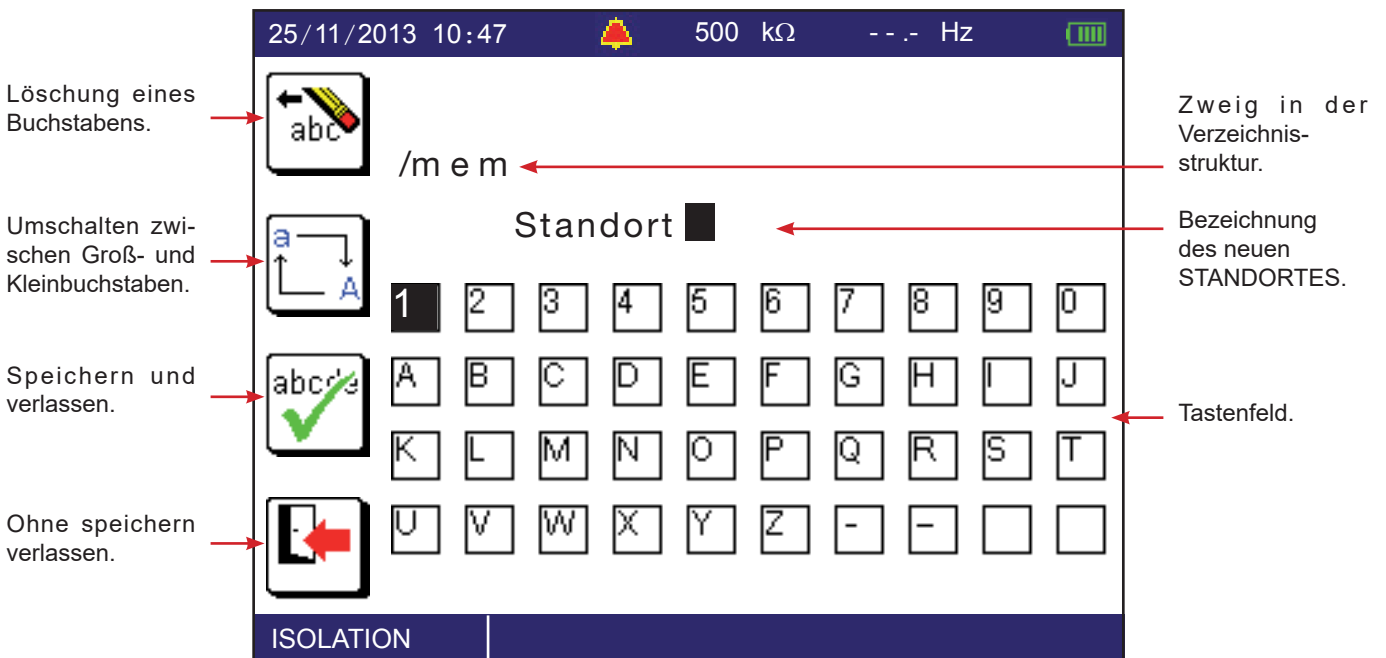 25/11/2013 10:47 500 kΩ - - .- Hz
Löschung eines
Buchstabens.
abc
Zweig in der
Verzeichnis-
struktur.
/mem
Umschalten zwi-
schen Groß- und
Kleinbuchstaben.
a
A
Standort
Bezeichnung
des neuen
STANDORTES.
1 2 3 4 5 6 7 8 9 0
Speichern und
verlassen.
abcde
A B C D E F G H I J
Tastenfeld.
K L M N O P Q R S T
Ohne speichern
verlassen.
U V W X Y Z - –
ISOLATION